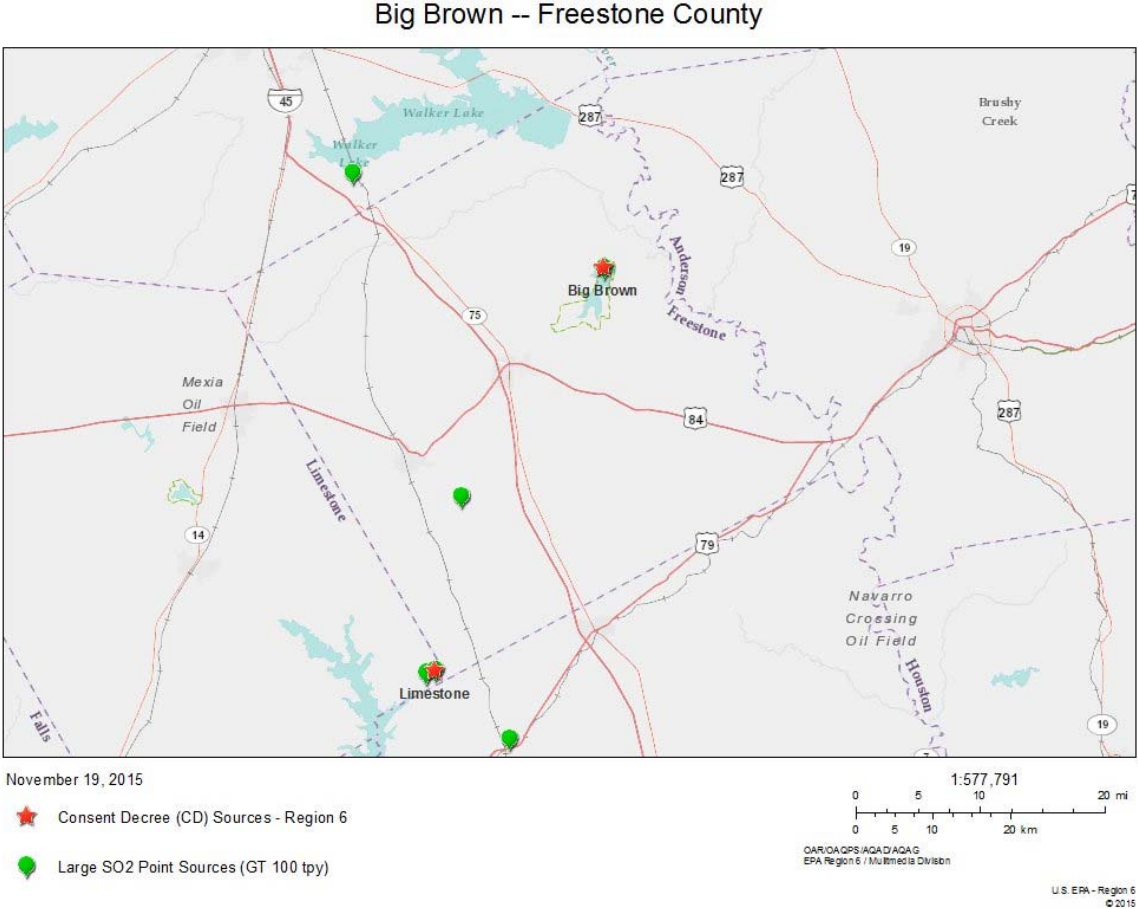 Big Brown -- Freestone County
45
Walker Lake
287
Brushy
Creek
Walker
Lake
287
7
19
Anderson
Big Brown
Freestone
75
Mexia
Oil
Field
84
287
Limestone
14
79
Navarro
Crossing
Oil Field
Houston
Limestone
Falls
19
7
November 19, 2015
1:577,791
0 5 10 20 mi
0 5 10 20 km
Consent Decree (CD) Sources - Region 6
OAR/OAQPS/AQAD/AQAG
EPA Region 6 / Multimedia Division
Large SO2 Point Sources (GT 100 tpy)
U.S. EPA - Region 6
© 2015